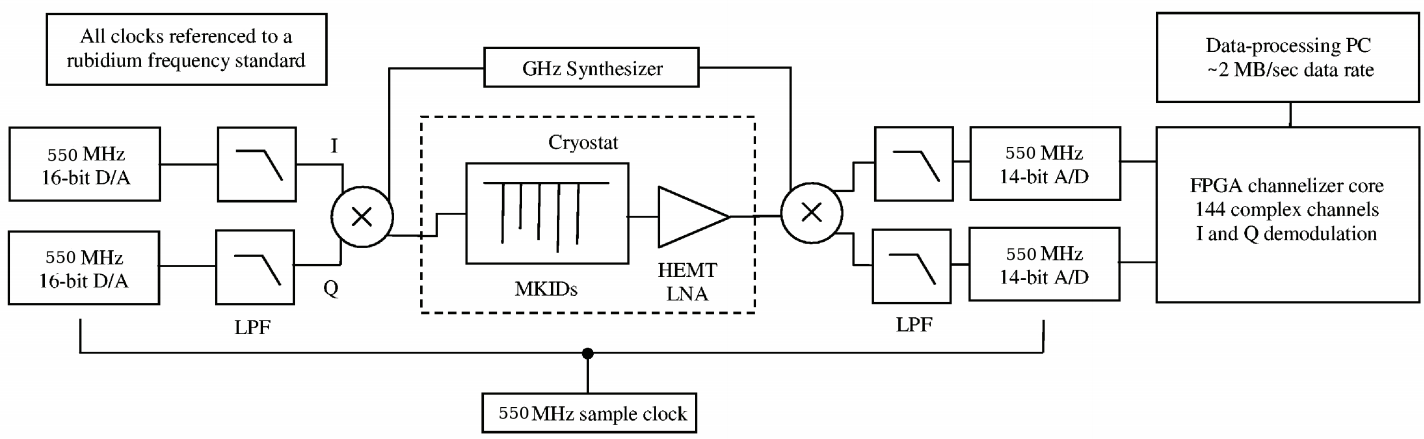 All clocks referenced to a
rubidium frequency standard
GHz Synthesizer
Data-processing PC
~2 MB/sec data rate
550 MHz
16-bit D/A
I
Cryostat
550 MHz
14-bit A/D
FPGA channelizer core
144 complex channels
I and Q demodulation
550 MHz
16-bit D/A
Q
LPF
MKIDs
HEMT
LNA
550 MHz
14-bit A/D
LPF
550 MHz sample clock